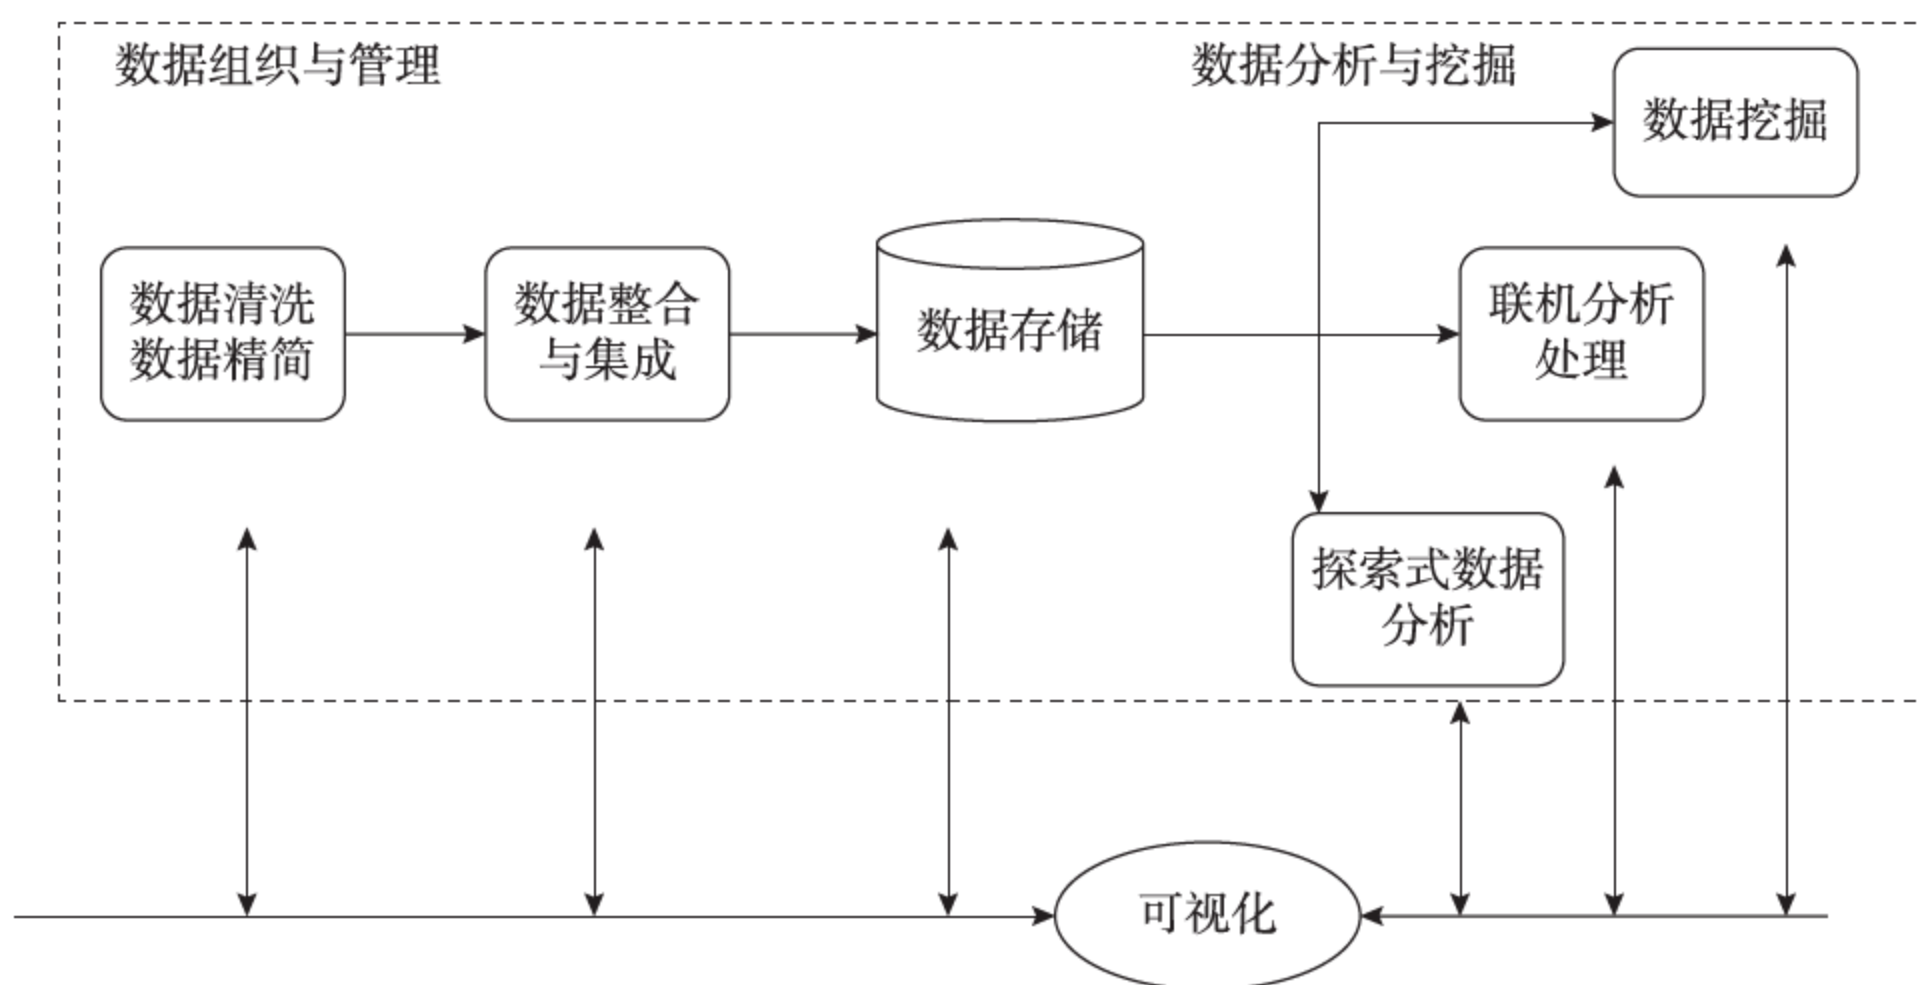 数据组织与管理
数据分析与挖掘
数据挖掘
数据清洗
数据精简
数据整合
与集成
数据存储
联机分析
处理
探索式数据
分析
可视化